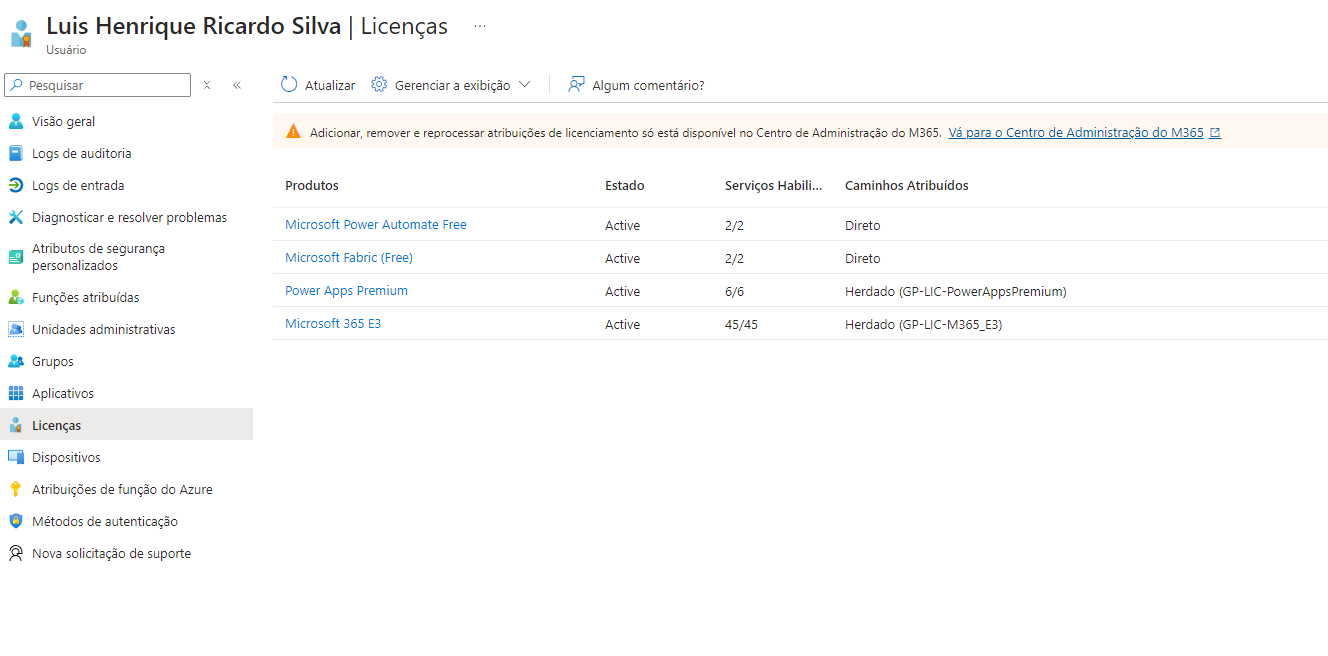 Luis Henrique Ricardo Silva | Licenças ...
Usuário
Pesquisar
Atualizar
Gerenciar a exibição
Algum comentário?
Visão geral
Logs de auditoria
Logs de entrada
Diagnosticar e resolver problemas
Atributos de segurança
personalizados
Funções atribuídas
Unidades administrativas
Grupos
Aplicativos
Licenças
Dispositivos
Atribuições de função do Azure
Métodos de autenticação
Nova solicitação de suporte
Adicionar, remover e reprocessar atribuições de licenciamento só está disponível no Centro de Administração do M365. Vá para o Centro de Administração do M365
Produtos Estado Serviços Habili... Caminhos Atribuídos
Microsoft Power Automate Free Active 2/2 Direto
Microsoft Fabric (Free) Active 2/2 Direto
Power Apps Premium Active 6/6 Herdado (GP-LIC-PowerAppsPremium)
Microsoft 365 E3 Active 45/45 Herdado (GP-LIC-M365_E3)